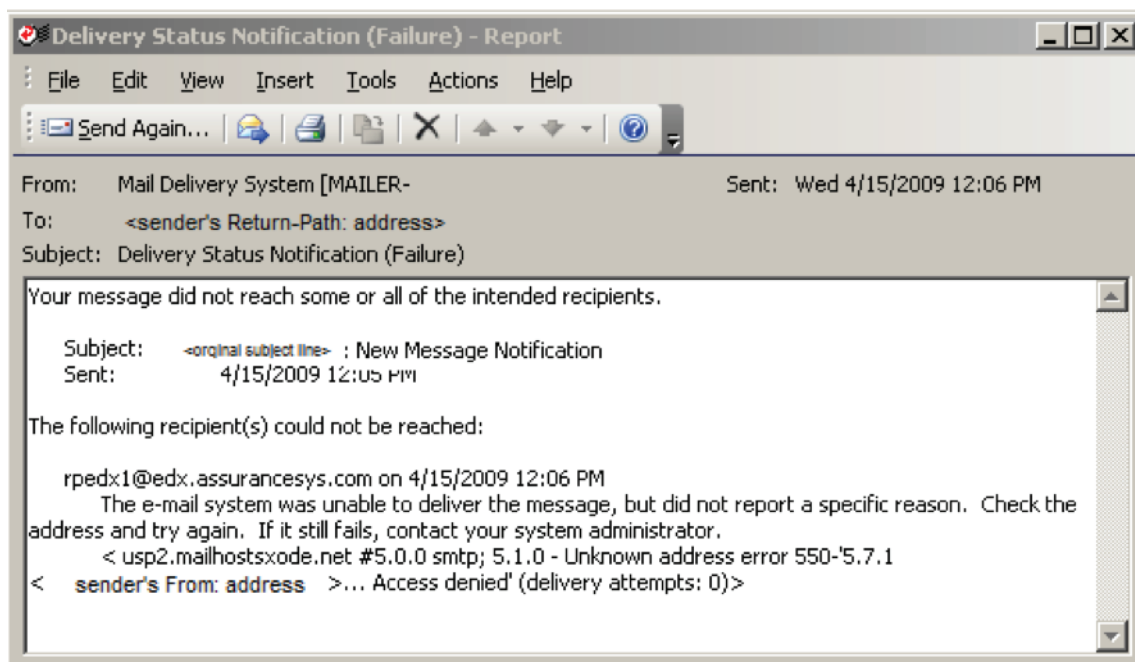 Delivery Status Notification (Failure) - Report
File Edit View Insert Tools Actions Help
Send Again...
From: Mail Delivery System [MAILER- Sent: Wed 4/15/2009 12:06 PM
To: <sender's Return-Path: address>
Subject: Delivery Status Notification (Failure)
Your message did not reach some or all of the intended recipients.
Subject: <orginal subject line> : New Message Notification
Sent: 4/15/2009 12:05 PM
The following recipient(s) could not be reached:
rpedx1@edx.assurancesys.com on 4/15/2009 12:06 PM
The e-mail system was unable to deliver the message, but did not report a specific reason. Check the
address and try again. If it still fails, contact your system administrator.
< usp2.mailhostsxode.net #5.0.0 smtp; 5.1.0 - Unknown address error 550-'5.7.1
< sender's From: address >... Access denied' (delivery attempts: 0)>